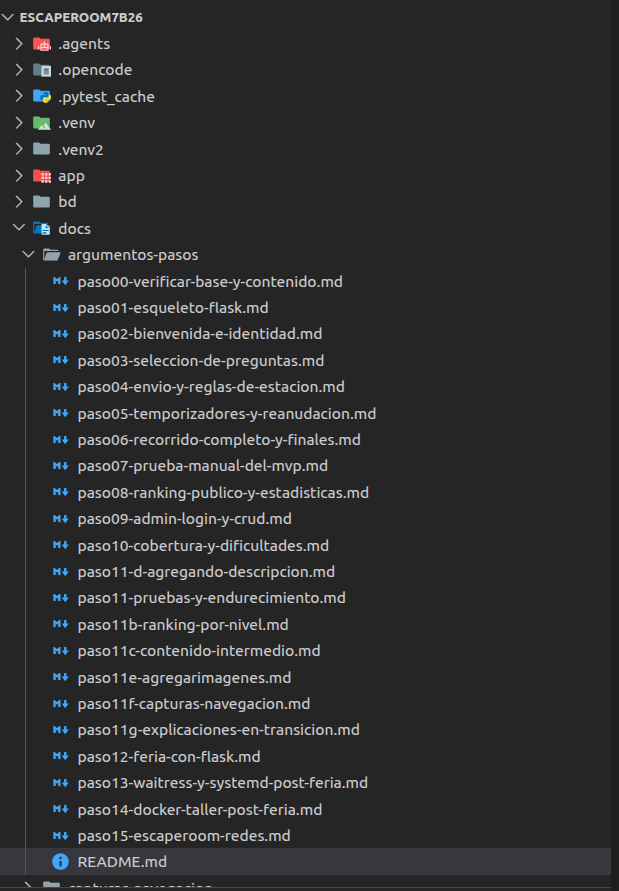 ESCAPEROOM7B26
.agents
.opencode
.pytest_cache
.venv
.venv2
app
bd
docs
argumentos-pasos
paso00-verificar-base-y-contenido.md
paso01-esqueleto-flask.md
paso02-bienvenida-e-identidad.md
paso03-seleccion-de-preguntas.md
paso04-envio-y-reglas-de-estacion.md
paso05-temporizadores-y-reanudacion.md
paso06-recorrido-completo-y-finales.md
paso07-prueba-manual-del-mvp.md
paso08-ranking-publico-y-estadisticas.md
paso09-admin-login-y-crud.md
paso10-cobertura-y-dificultades.md
paso11-d-agregando-descripcion.md
paso11-pruebas-y-endurecimiento.md
paso11b-ranking-por-nivel.md
paso11c-contenido-intermedio.md
paso11e-agregarimagenes.md
paso11f-capturas-navegacion.md
paso11g-explicaciones-en-transicion.md
paso12-feria-con-flask.md
paso13-waitress-y-systemd-post-feria.md
paso14-docker-taller-post-feria.md
paso15-escaperoom-redes.md
README.md